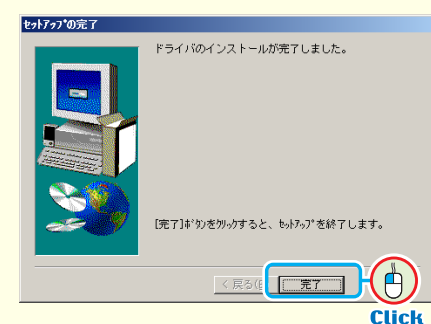 ｾｯﾄｱｯﾌﾟの完了
ドライバのインストールが完了しました。
[完了]ﾎﾞﾀﾝをｸﾘｯｸすると、ｾｯﾄｱｯﾌﾟを終了します。
< 戻る(
完了
Click